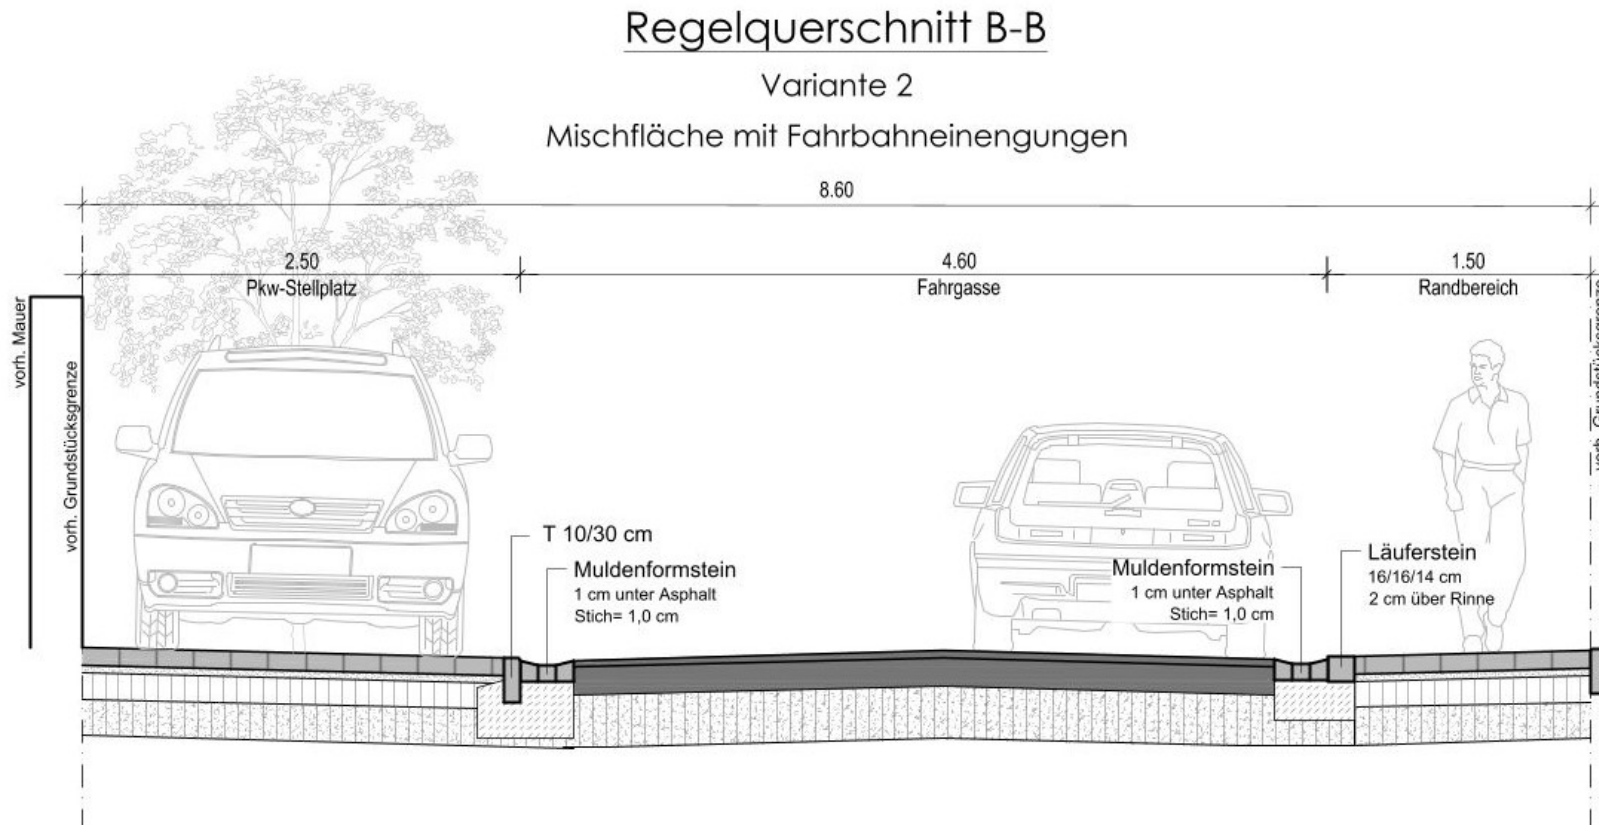 Regelquerschnitt B-B
Variante 2
Mischfläche mit Fahrbahneinengungen
8.60
2.50
Pkw-Stellplatz
4.60
Fahrgasse
1.50
Randbereich
vorh. Mauer
vorh. Grundstücksgrenze
vorh. Grundstücksgrenze
T 10/30 cm
Muldenformstein
1 cm unter Asphalt
Stich= 1,0 cm
Muldenformstein
1 cm unter Asphalt
Stich= 1,0 cm
Läuferstein
16/16/14 cm
2 cm über Rinne